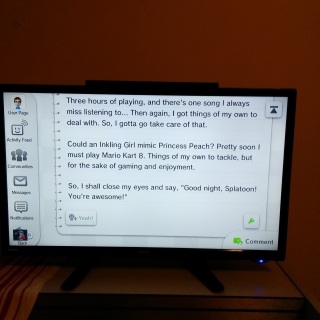 Three hours of playing, and there's one song I always
miss listening to... Then again, I got things of my own to
deal with. So, I gotta go take care of that.
Could an Inkling Girl mimic Princess Peach? Pretty soon I
must play Mario Kart 8. Things of my own to tackle, but
for the sake of gaming and enjoyment.
So, I shall close my eyes and say, "Good night, Splatoon!
You're awesome!"
Yeah!
Comment
User Page
Activity Feed
Communities
Messages
Notifications
Back